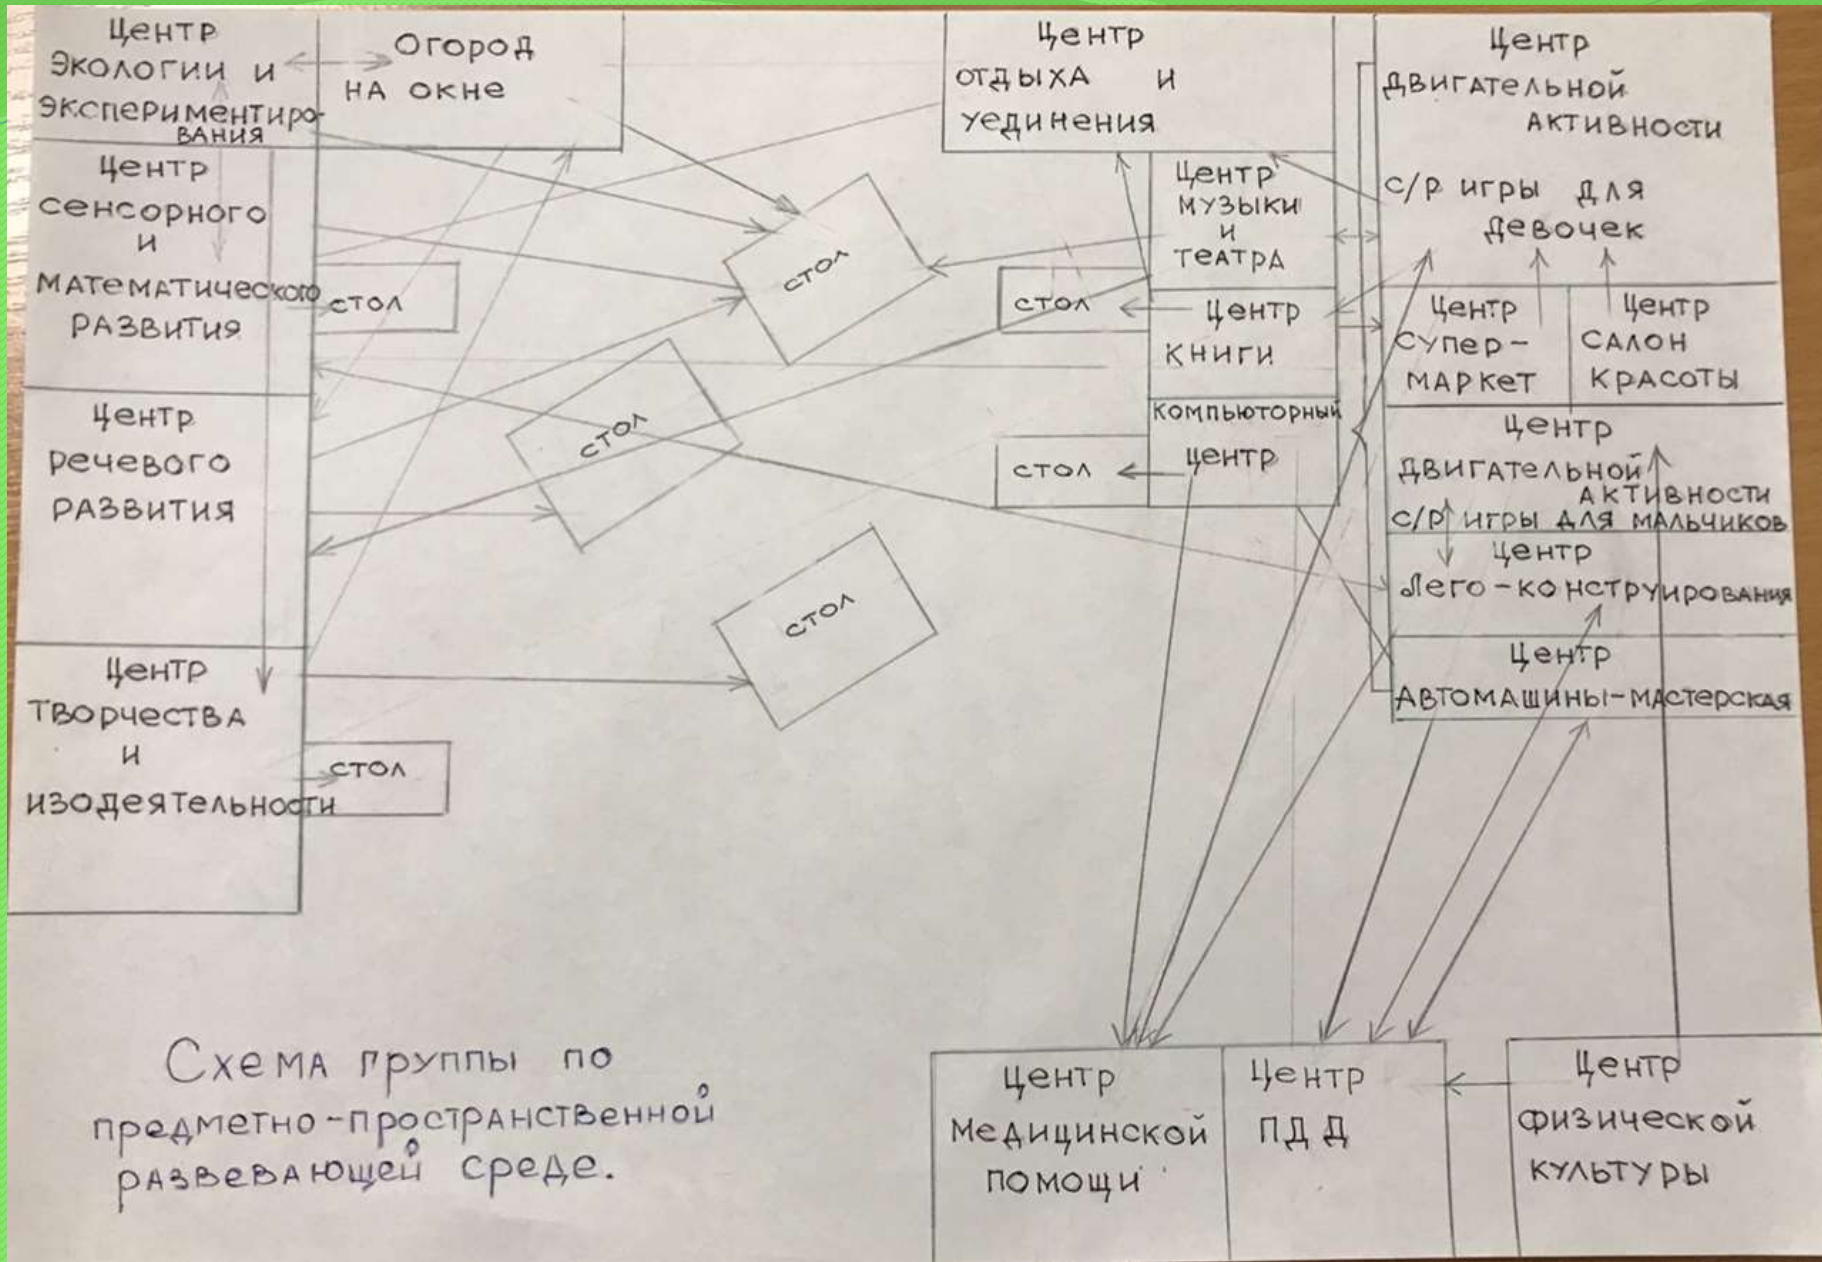 Центр
экологии и
экспериментиро-
вания
Огород
на окне
Центр
отдыха и
уединения
Центр
двигательной
активности
с/р игры для
девочек
Центр
сенсорного
и
математического
развития
стол
Центр
речевого
развития
Центр
творчества
и
изодеятельности
стол
стол
стол
стол
Центр
музыки
и
театра
стол
Центр
книги
Компьюторный
центр
стол
Центр
супер-
маркет
Центр
салон
красоты
Центр
двигательной
активности
с/р игры для мальчиков
Центр
Лего-конструирования
Центр
автомашины-мастерская
Схема группы по
предметно-пространственной
развевающей среде.
Центр
медицинской
помощи
Центр
ПДД
Центр
физической
культуры